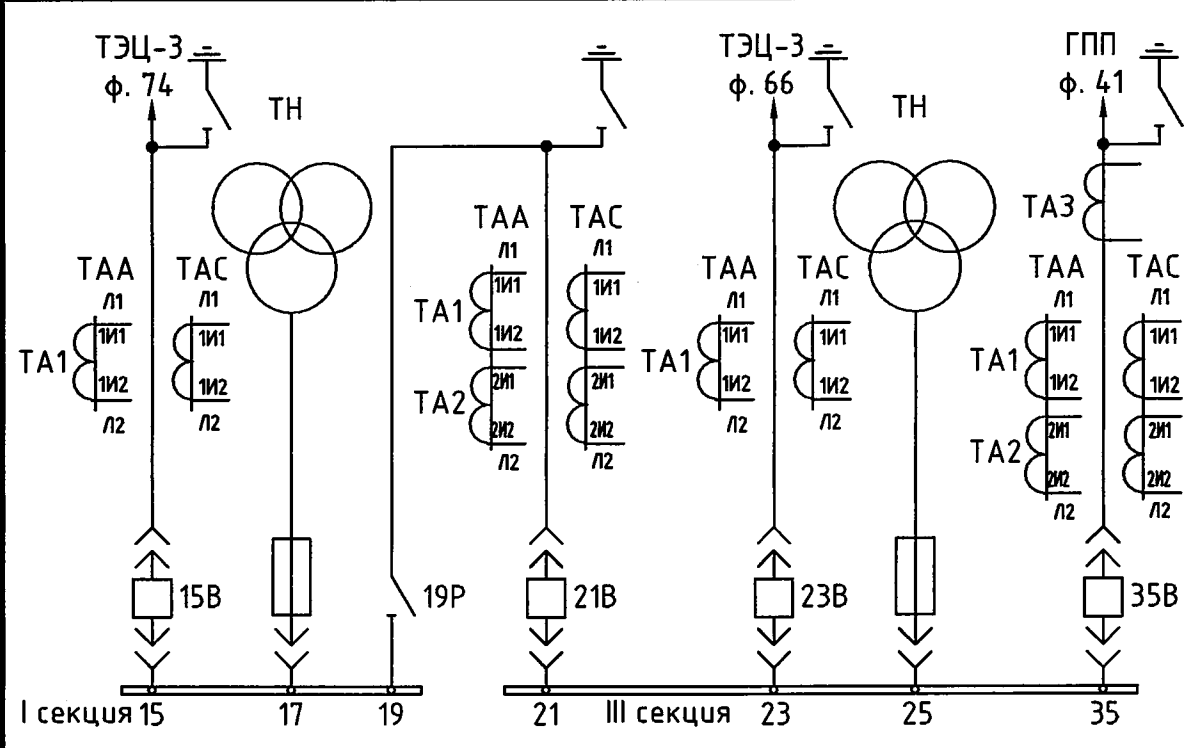 ТЭЦ-3
ф. 74
ТН
ТЭЦ-3
ф. 66
ТН
ГПП
ф. 41
ТАА
Л1
ТАС
Л1
ТА1
1И1
1И2
Л2
1И1
1И2
Л2
ТАА
Л1
ТАС
Л1
ТА1
1И1
1И2
ТА2
2И1
2И2
Л2
1И1
1И2
2И1
2И2
Л2
ТАА
Л1
ТАС
Л1
ТА1
1И1
1И2
Л2
1И1
1И2
Л2
ТА3
ТАА
Л1
ТАС
Л1
ТА1
1И1
1И2
ТА2
2И1
2И2
Л2
1И1
1И2
2И1
2И2
Л2
15В
19Р
21В
23В
35В
I секция 15
17
19
21
III секция
23
25
35